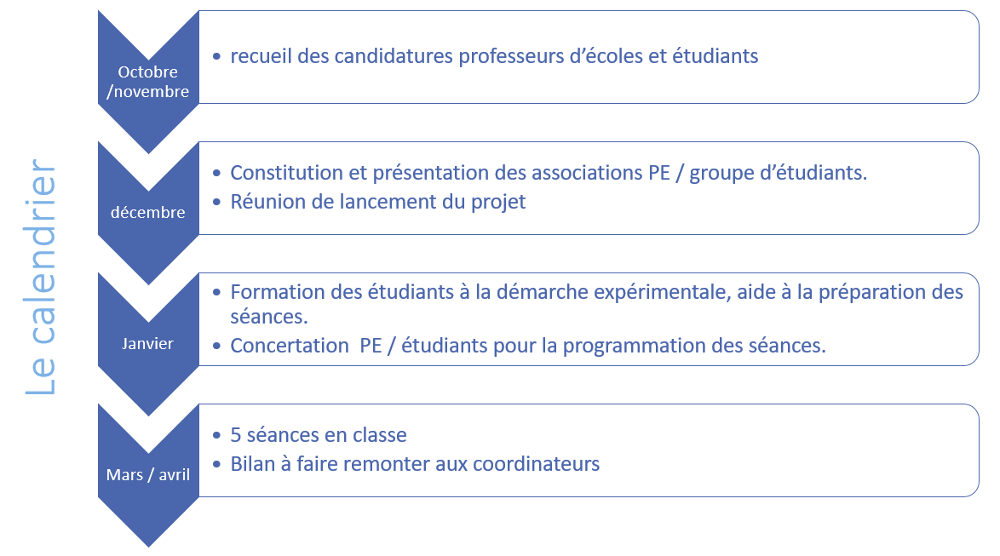 Le calendrier
Octobre
/novembre
• recueil des candidatures professeurs d’écoles et étudiants
décembre
• Constitution et présentation des associations PE / groupe d’étudiants.
• Réunion de lancement du projet
Janvier
• Formation des étudiants à la démarche expérimentale, aide à la préparation des
séances.
• Concertation  PE / étudiants pour la programmation des séances.
Mars / avril
• 5 séances en classe
• Bilan à faire remonter aux coordinateurs